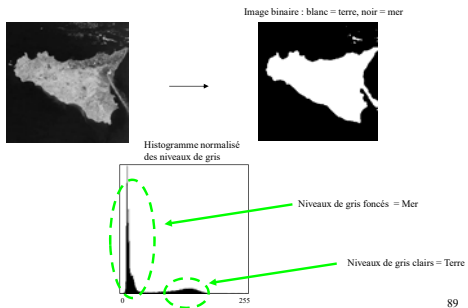 Image binaire : blanc = terre, noir = mer
Histogramme normalisé
des niveaux de gris
Niveaux de gris foncés = Mer
Niveaux de gris clairs = Terre
0
255
89